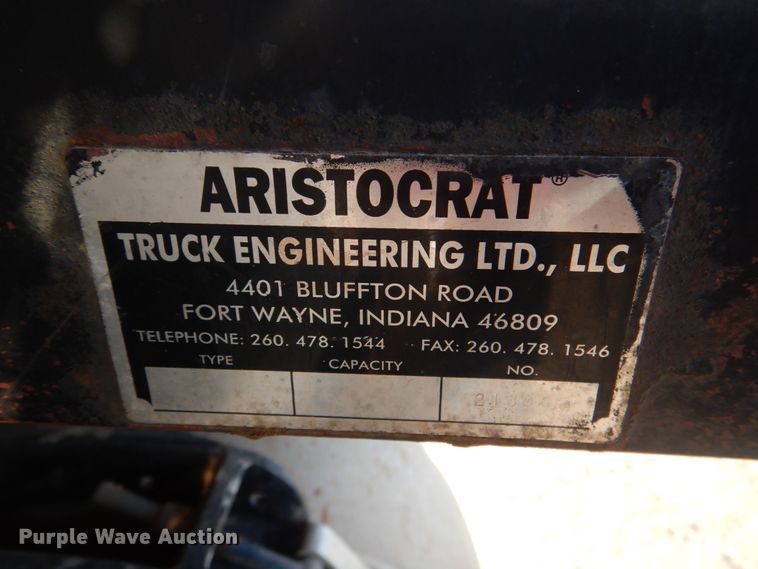 ARISTOCRAT®
TRUCK ENGINEERING LTD., LLC
4401 BLUFFTON ROAD
FORT WAYNE, INDIANA 46809
TELEPHONE: 260. 478. 1544 FAX: 260. 478. 1546
TYPE CAPACITY NO.
Purple Wave Auction®